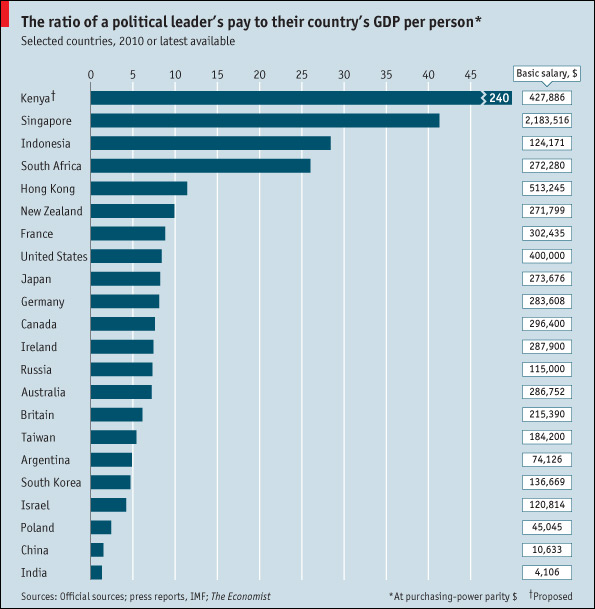 The ratio of a political leader's pay to their country's GDP per person*
Selected countries, 2010 or latest available
0 5 10 15 20 25 30 35 40 45 Basic salary, $
Kenya† 240 427,886
Singapore 2,183,516
Indonesia 124,171
South Africa 272,280
Hong Kong 513,245
New Zealand 271,799
France 302,435
United States 400,000
Japan 273,676
Germany 283,608
Canada 296,400
Ireland 287,900
Russia 115,000
Australia 286,752
Britain 215,390
Taiwan 184,200
Argentina 74,126
South Korea 136,669
Israel 120,814
Poland 45,045
China 10,633
India 4,106
Sources: Official sources; press reports, IMF; The Economist *At purchasing-power parity $ †Proposed